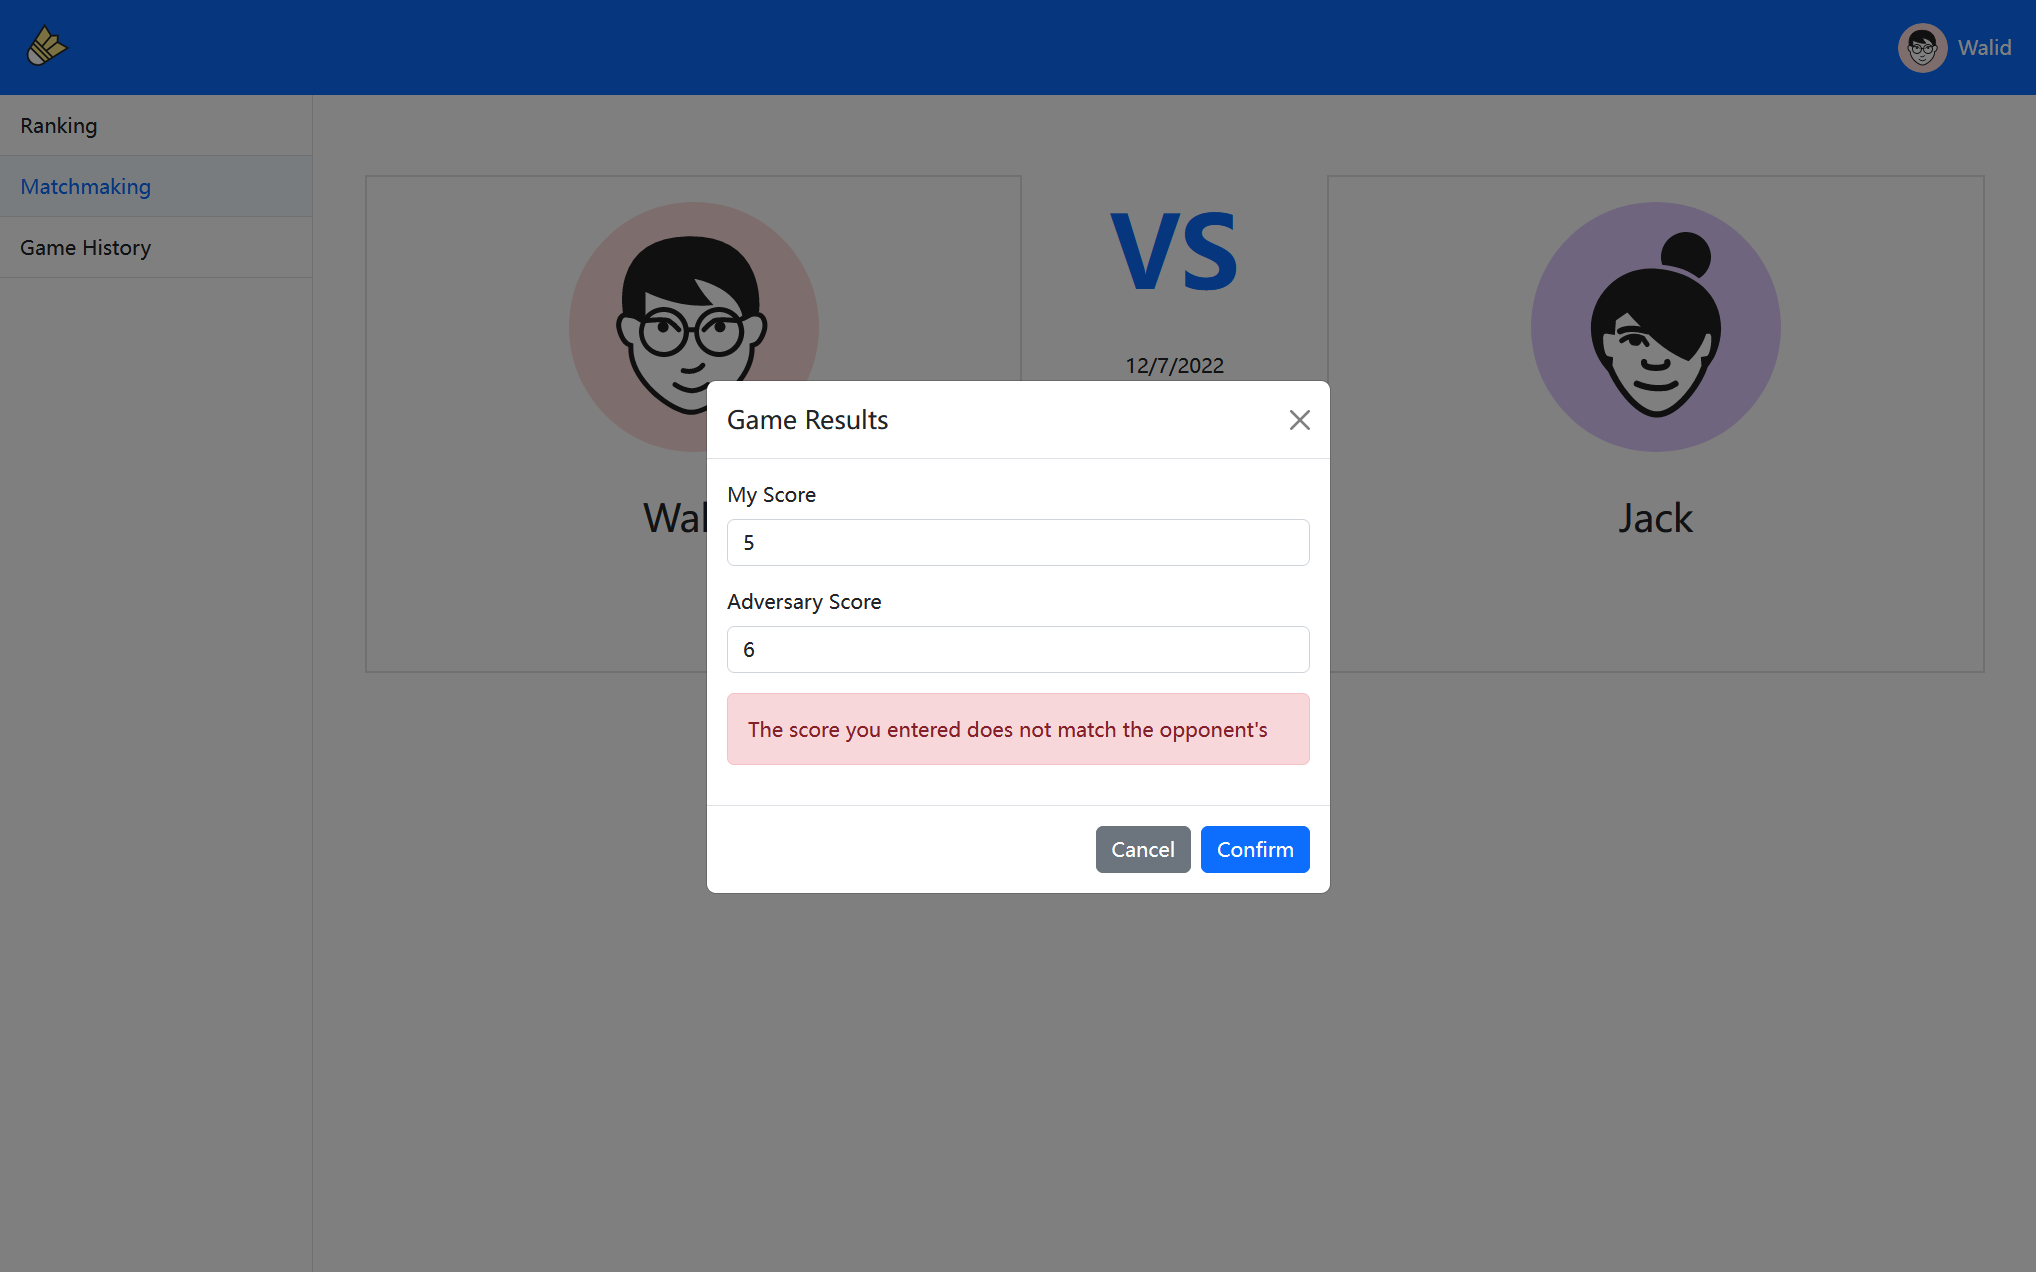 Walid
Ranking
Matchmaking
Game History
VS
12/7/2022
Game Results
My Score
5
Adversary Score
6
The score you entered does not match the opponent's
Cancel
Confirm
Wal
Jack